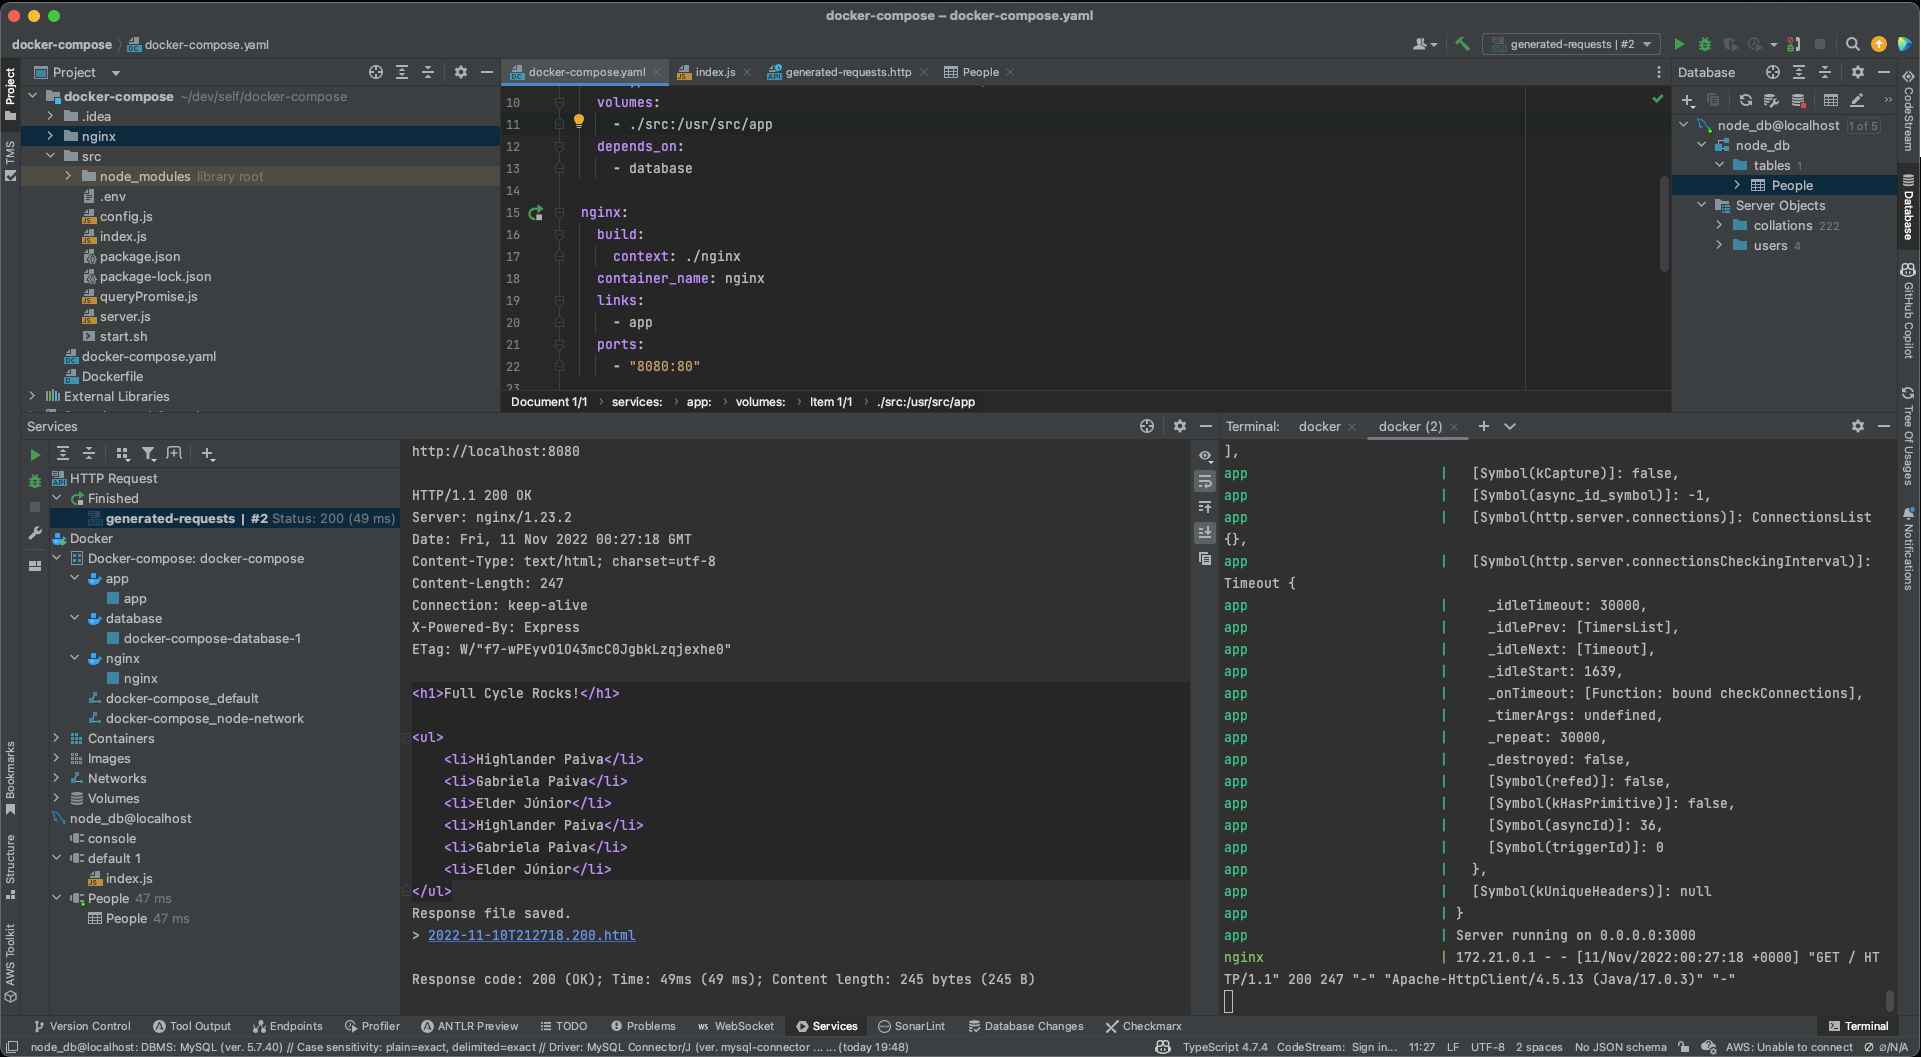 docker-compose – docker-compose.yaml
docker-compose
docker-compose.yaml
generated-requests | #2
Project
docker-compose ~/dev/self/docker-compose
.idea
nginx
src
node_modules library root
.env
config.js
index.js
package.json
package-lock.json
queryPromise.js
server.js
start.sh
docker-compose.yaml
Dockerfile
External Libraries
docker-compose.yaml
index.js
generated-requests.http
People
10 volumes:
11 - ./src:/usr/src/app
12 depends_on:
13 - database
14
15 nginx:
16 build:
17 context: ./nginx
18 container_name: nginx
19 links:
20 - app
21 ports:
22 - "8080:80"
23
Document 1/1 › services: › app: › volumes: › Item 1/1 › ./src:/usr/src/app
Database
node_db@localhost 1 of 5
node_db
tables 1
People
Server Objects
collations 222
users 4
Project
TMS
Bookmarks
Structure
AWS Toolkit
CodeStream
Database
GitHub Copilot
Tree Of Usages
Notifications
Services
HTTP Request
Finished
generated-requests | #2 Status: 200 (49 ms)
Docker
Docker-compose: docker-compose
app
app
database
docker-compose-database-1
nginx
nginx
docker-compose_default
docker-compose_node-network
Containers
Images
Networks
Volumes
node_db@localhost
console
default 1
index.js
People 47 ms
People 47 ms
http://localhost:8080
HTTP/1.1 200 OK
Server: nginx/1.23.2
Date: Fri, 11 Nov 2022 00:27:18 GMT
Content-Type: text/html; charset=utf-8
Content-Length: 247
Connection: keep-alive
X-Powered-By: Express
ETag: W/"f7-wPEyvO1O43mcC0JgbkLzqjexhe0"
<h1>Full Cycle Rocks!</h1>
<ul>
<li>Highlander Paiva</li>
<li>Gabriela Paiva</li>
<li>Elder Júnior</li>
<li>Highlander Paiva</li>
<li>Gabriela Paiva</li>
<li>Elder Júnior</li>
</ul>
Response file saved.
> 2022-11-10T212718.200.html
Response code: 200 (OK); Time: 49ms (49 ms); Content length: 245 bytes (245 B)
Terminal: docker docker (2)
],
app | [Symbol(kCapture)]: false,
app | [Symbol(async_id_symbol)]: -1,
app | [Symbol(http.server.connections)]: ConnectionsList
{},
app | [Symbol(http.server.connectionsCheckingInterval)]:
Timeout {
app | _idleTimeout: 30000,
app | _idlePrev: [TimersList],
app | _idleNext: [Timeout],
app | _idleStart: 1639,
app | _onTimeout: [Function: bound checkConnections],
app | _timerArgs: undefined,
app | _repeat: 30000,
app | _destroyed: false,
app | [Symbol(refed)]: false,
app | [Symbol(kHasPrimitive)]: false,
app | [Symbol(asyncId)]: 36,
app | [Symbol(triggerId)]: 0
app | },
app | [Symbol(kUniqueHeaders)]: null
app | }
app | Server running on 0.0.0.0:3000
nginx | 172.21.0.1 - - [11/Nov/2022:00:27:18 +0000] "GET / HT
TP/1.1" 200 247 "-" "Apache-HttpClient/4.5.13 (Java/17.0.3)" "-"
Version Control
Tool Output
Endpoints
Profiler
ANTLR Preview
TODO
Problems
WebSocket
Services
SonarLint
Database Changes
Checkmarx
Terminal
node_db@localhost: DBMS: MySQL (ver. 5.7.40) // Case sensitivity: plain=exact, delimited=exact // Driver: MySQL Connector/J (ver. mysql-connector ... ... (today 19:48)
TypeScript 4.7.4 CodeStream: Sign in... 11:27 LF UTF-8 2 spaces No JSON schema AWS: Unable to connect ∅/N/A